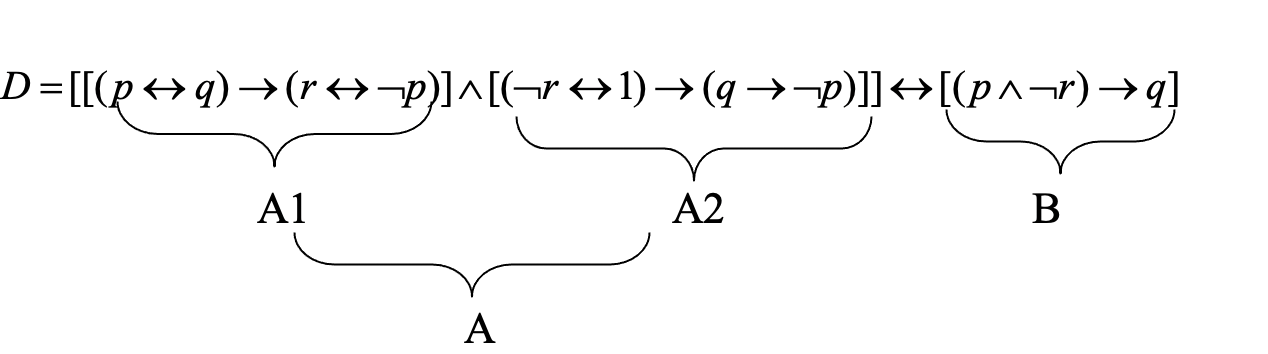 D=[[(p↔q)→(r↔¬p)]∧[(¬r↔1)→(q→¬p)]]↔[(p∧¬r)→q]
A1 A2 B
A